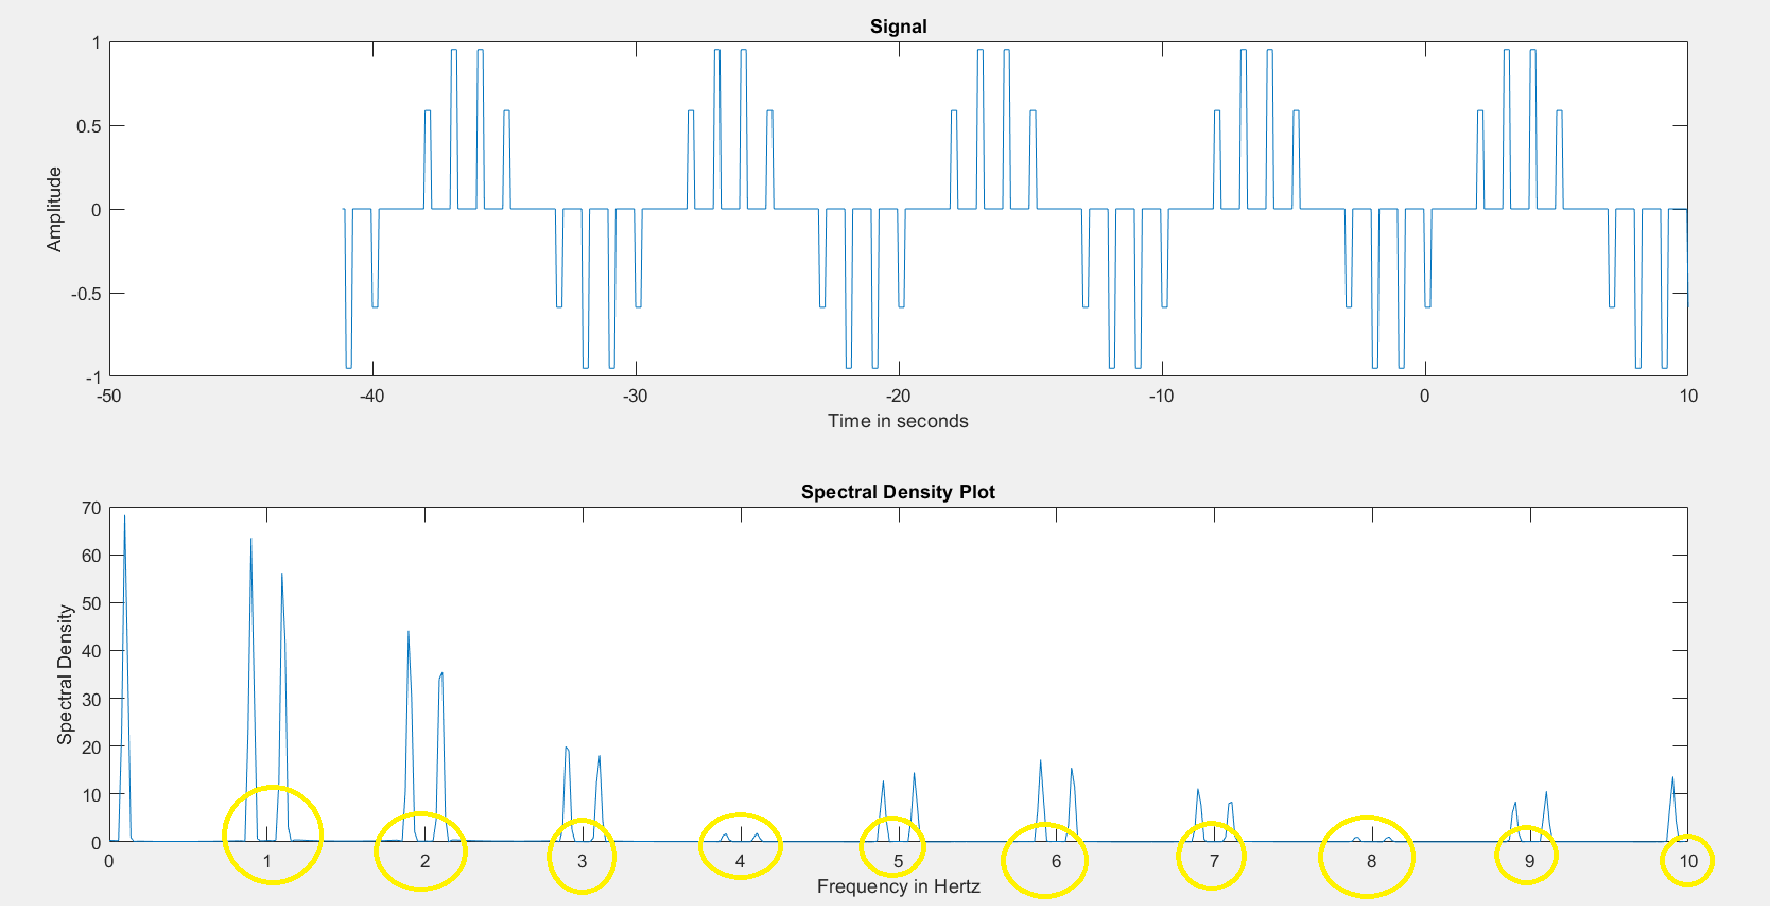 Signal
1
0.5
0
-0.5
-1
Amplitude
-50 -40 -30 -20 -10 0 10
Time in seconds
Spectral Density Plot
70
60
50
40
30
20
10
0
Spectral Density
0 1 2 3 4 5 6 7 8 9 10
Frequency in Hertz